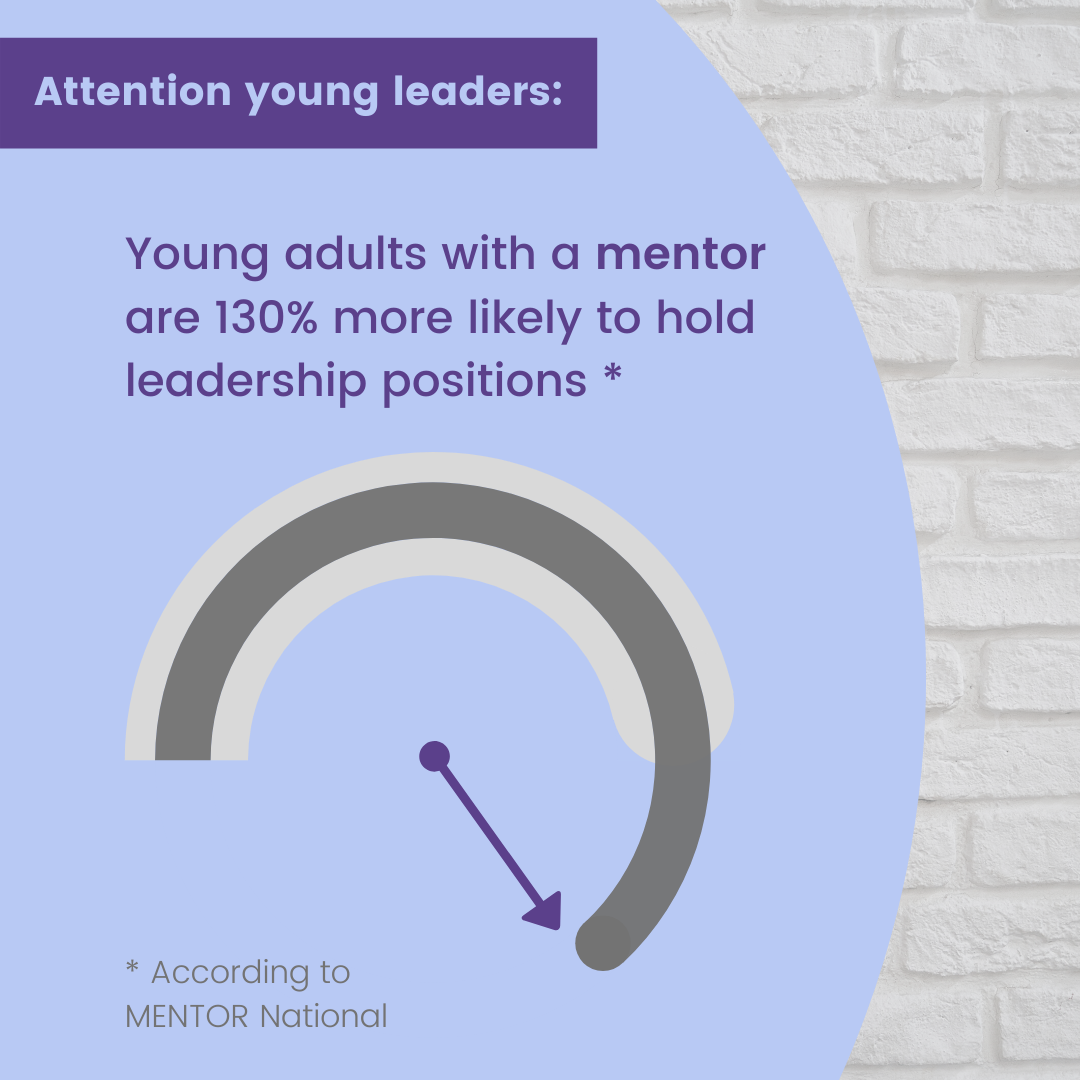 Attention young leaders:
Young adults with a mentor
are 130% more likely to hold
leadership positions *
* According to
MENTOR National